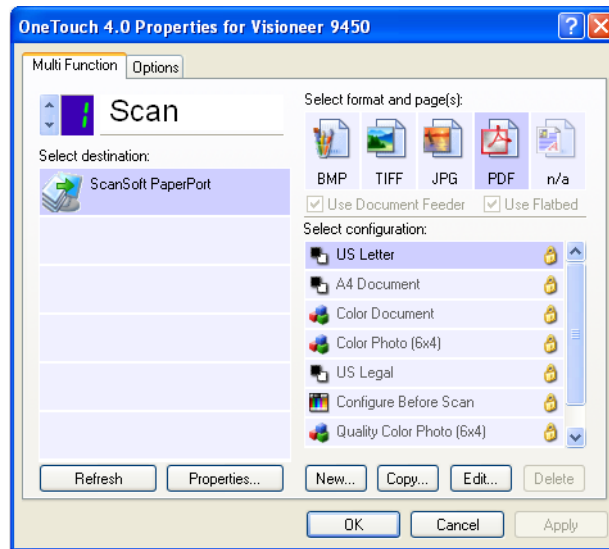 OneTouch 4.0 Properties for Visioneer 9450
Multi Function
Options
1
Scan
Select destination:
ScanSoft PaperPort
Refresh
Properties...
Select format and page(s):
BMP
TIFF
JPG
PDF
n/a
Use Document Feeder
Use Flatbed
Select configuration:
US Letter
A4 Document
Color Document
Color Photo (6x4)
US Legal
Configure Before Scan
Quality Color Photo (6x4)
New...
Copy...
Edit...
Delete
OK
Cancel
Apply